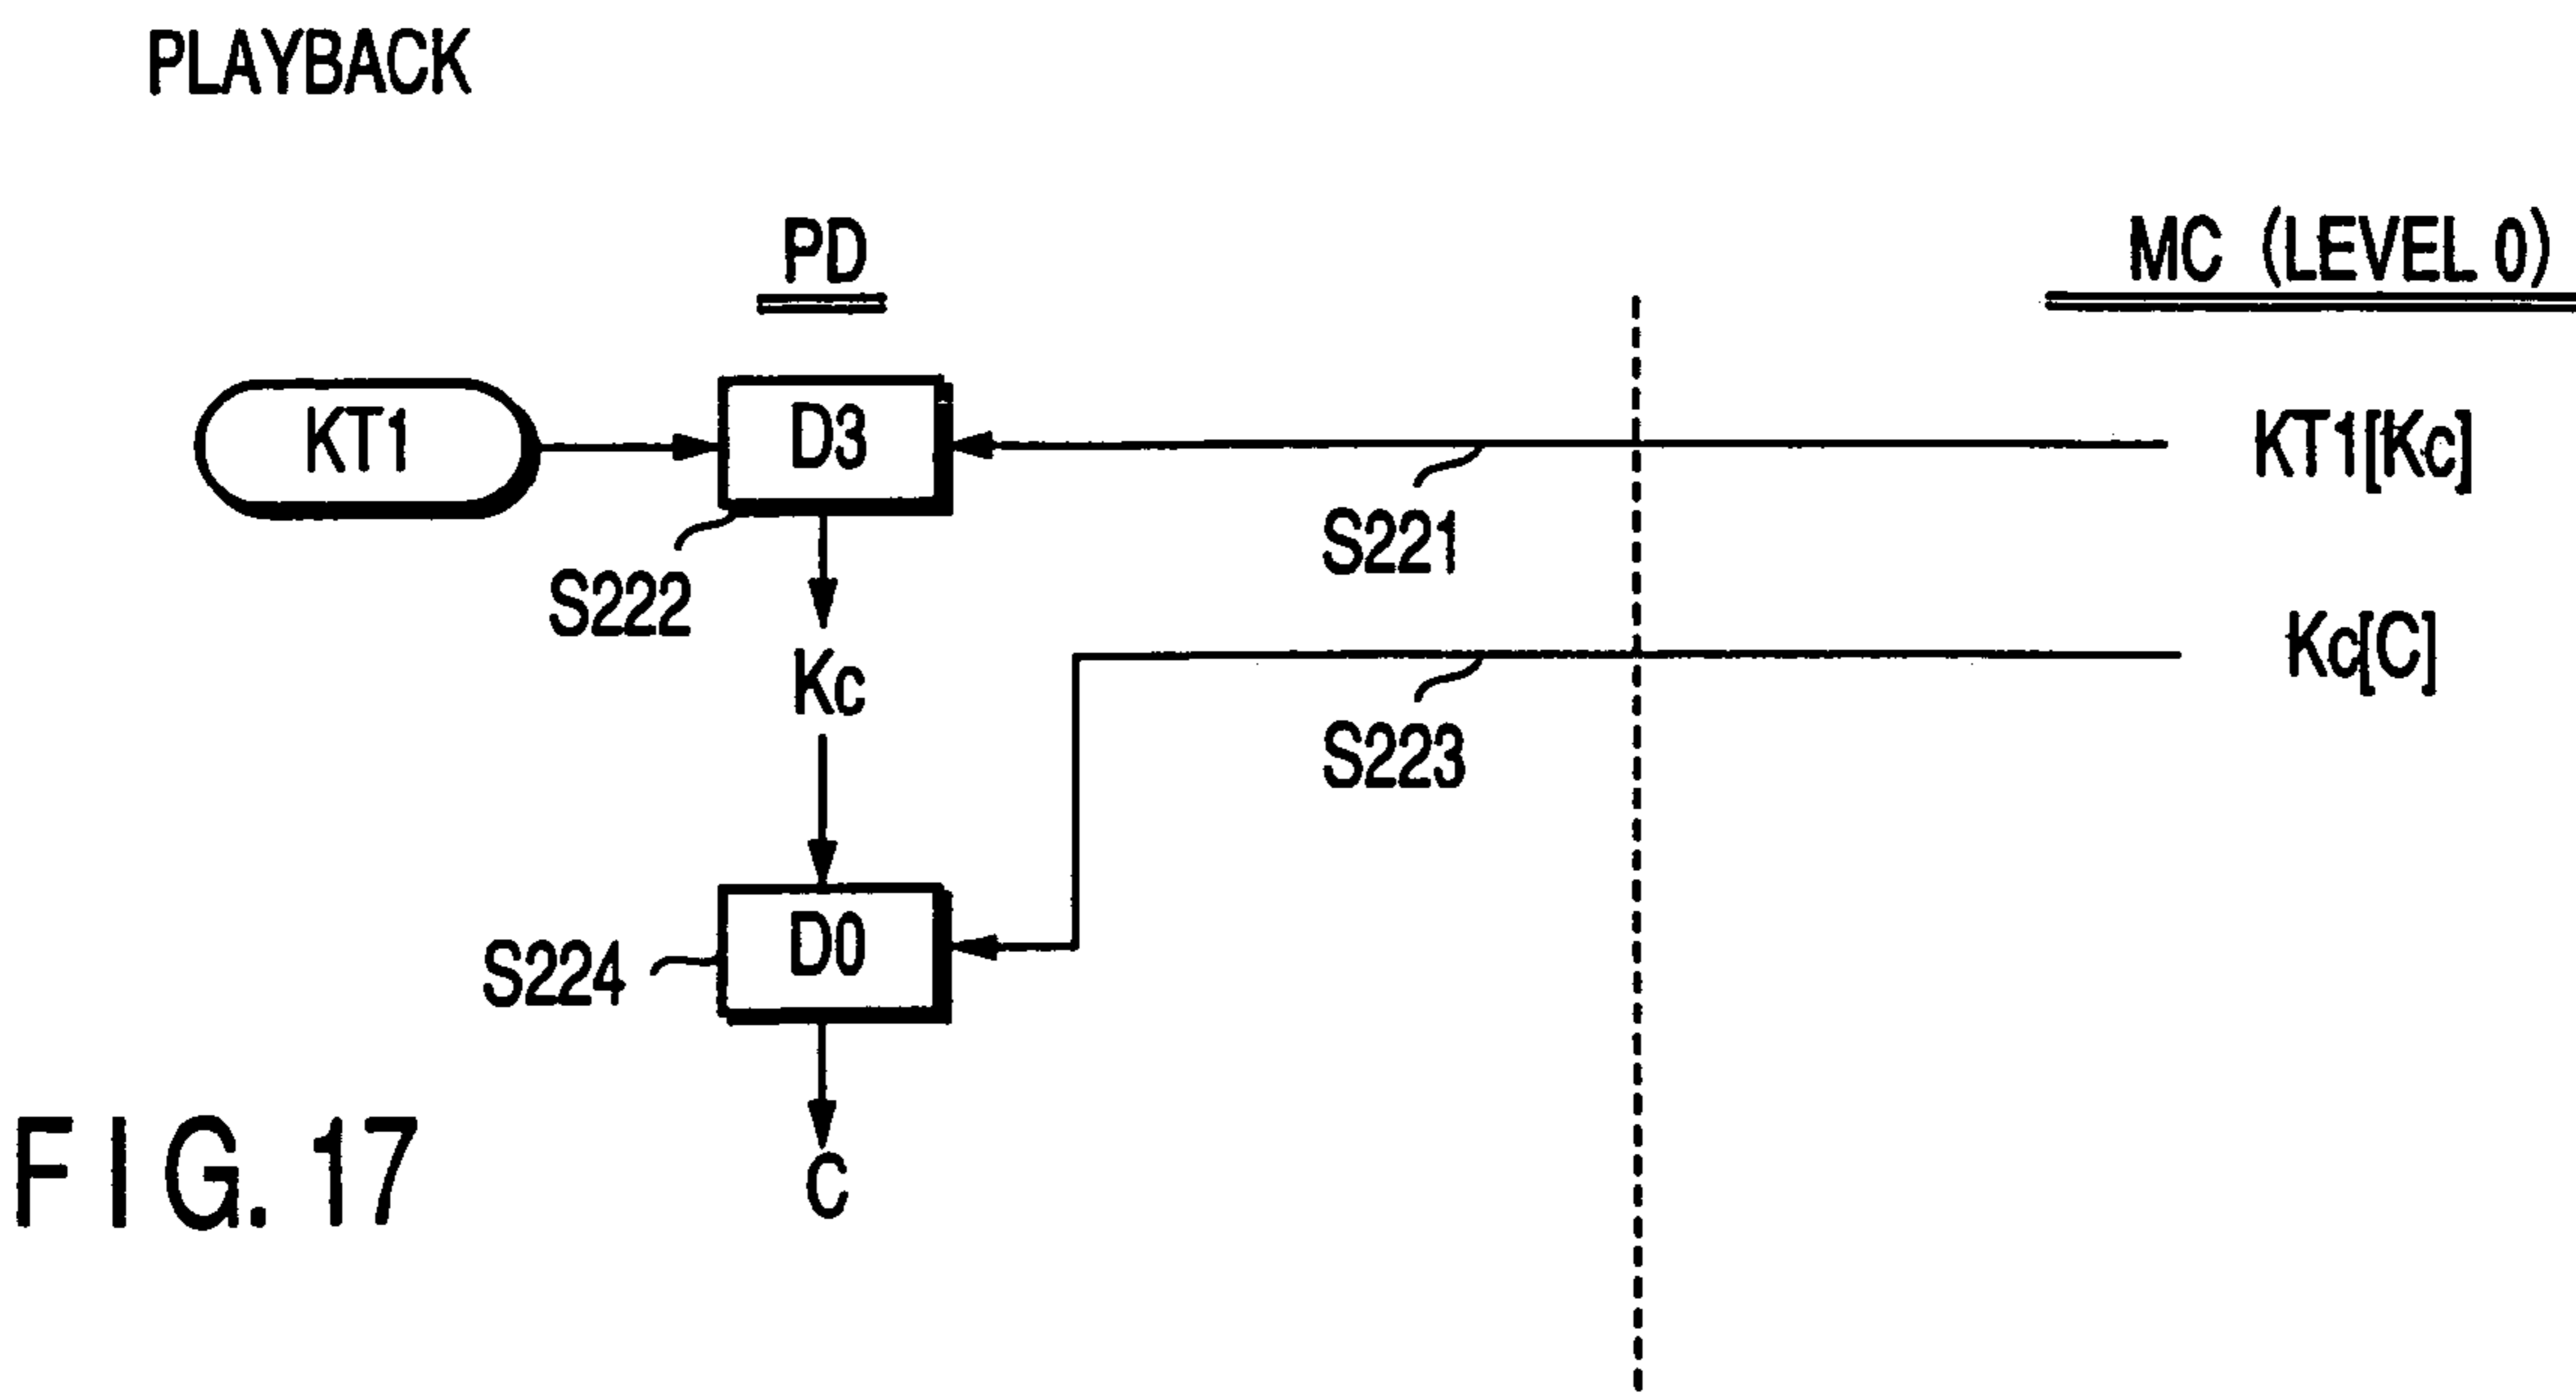 PLAYBACK
PD
MC (LEVEL 0)
KT1
D3
KT1[Kc]
S221
S222
Kc
Kc[C]
S223
D0
S224
C
FIG. 17